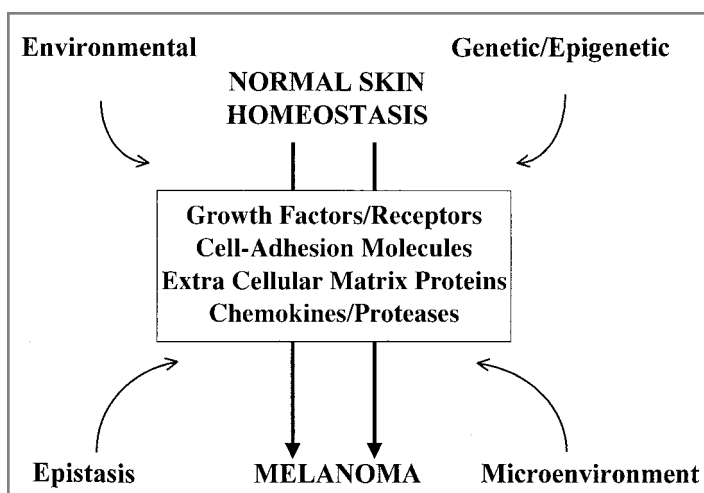 Environmental
Genetic/Epigenetic
NORMAL SKIN
HOMEOSTASIS
Growth Factors/Receptors
Cell-Adhesion Molecules
Extra Cellular Matrix Proteins
Chemokines/Proteases
Epistasis
MELANOMA
Microenvironment